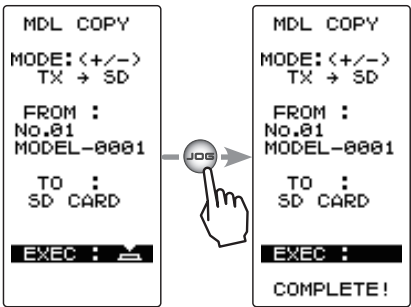 MDL COPY
MODE:(+/-)
TX → SD
FROM :
No.01
MODEL-0001
TO :
SD CARD
EXEC :
JOG
MDL COPY
MODE:(+/-)
TX → SD
FROM :
No.01
MODEL-0001
TO :
SD CARD
EXEC :
COMPLETE!